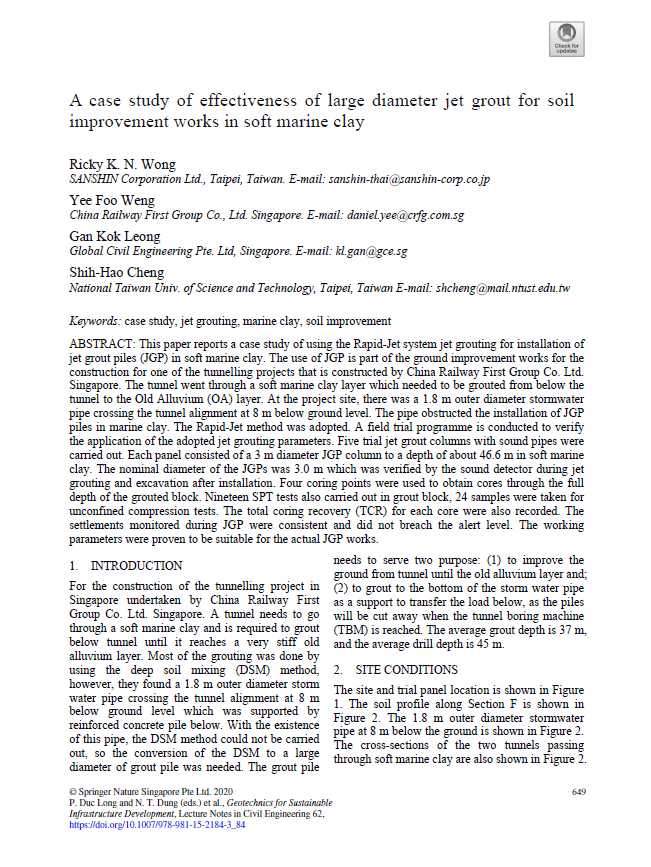 Check for
updates
A case study of effectiveness of large diameter jet grout for soil
improvement works in soft marine clay
Ricky K. N. Wong
SANSHIN Corporation Ltd., Taipei, Taiwan. E-mail: sanshin-thai@sanshin-corp.co.jp
Yee Foo Weng
China Railway First Group Co., Ltd. Singapore. E-mail: daniel.yee@crfg.com.sg
Gan Kok Leong
Global Civil Engineering Pte. Ltd, Singapore. E-mail: kl.gan@gce.sg
Shih-Hao Cheng
National Taiwan Univ. of Science and Technology, Taipei, Taiwan E-mail: shcheng@mail.ntust.edu.tw
Keywords: case study, jet grouting, marine clay, soil improvement
ABSTRACT: This paper reports a case study of using the Rapid-Jet system jet grouting for installation of
jet grout piles (JGP) in soft marine clay. The use of JGP is part of the ground improvement works for the
construction for one of the tunnelling projects that is constructed by China Railway First Group Co. Ltd.
Singapore. The tunnel went through a soft marine clay layer which needed to be grouted from below the
tunnel to the Old Alluvium (OA) layer. At the project site, there was a 1.8 m outer diameter stormwater
pipe crossing the tunnel alignment at 8 m below ground level. The pipe obstructed the installation of JGP
piles in marine clay. The Rapid-Jet method was adopted. A field trial programme is conducted to verify
the application of the adopted jet grouting parameters. Five trial jet grout columns with sound pipes were
carried out. Each panel consisted of a 3 m diameter JGP column to a depth of about 46.6 m in soft marine
clay. The nominal diameter of the JGPs was 3.0 m which was verified by the sound detector during jet
grouting and excavation after installation. Four coring points were used to obtain cores through the full
depth of the grouted block. Nineteen SPT tests also carried out in grout block, 24 samples were taken for
unconfined compression tests. The total coring recovery (TCR) for each core were also recorded. The
settlements monitored during JGP were consistent and did not breach the alert level. The working
parameters were proven to be suitable for the actual JGP works.
1. INTRODUCTION
For the construction of the tunnelling project in
Singapore undertaken by China Railway First
Group Co. Ltd. Singapore. A tunnel needs to go
through a soft marine clay and is required to grout
below tunnel until it reaches a very stiff old
alluvium layer. Most of the grouting was done by
using the deep soil mixing (DSM) method,
however, they found a 1.8 m outer diameter storm
water pipe crossing the tunnel alignment at 8 m
below ground level which was supported by
reinforced concrete pile below. With the existence
of this pipe, the DSM method could not be carried
out, so the conversion of the DSM to a large
diameter of grout pile was needed. The grout pile
needs to serve two purpose: (1) to improve the
ground from tunnel until the old alluvium layer and;
(2) to grout to the bottom of the storm water pipe
as a support to transfer the load below, as the piles
will be cut away when the tunnel boring machine
(TBM) is reached. The average grout depth is 37 m,
and the average drill depth is 45 m.
2. SITE CONDITIONS
The site and trial panel location is shown in Figure
1. The soil profile along Section F is shown in
Figure 2. The 1.8 m outer diameter stormwater
pipe at 8 m below the ground is shown in Figure 2.
The cross-sections of the two tunnels passing
through soft marine clay are also shown in Figure 2.
© Springer Nature Singapore Pte Ltd. 2020
P. Duc Long and N. T. Dung (eds.) et al., Geotechnics for Sustainable
Infrastructure Development, Lecture Notes in Civil Engineering 62,
https://doi.org/10.1007/978-981-15-2184-3_84
649